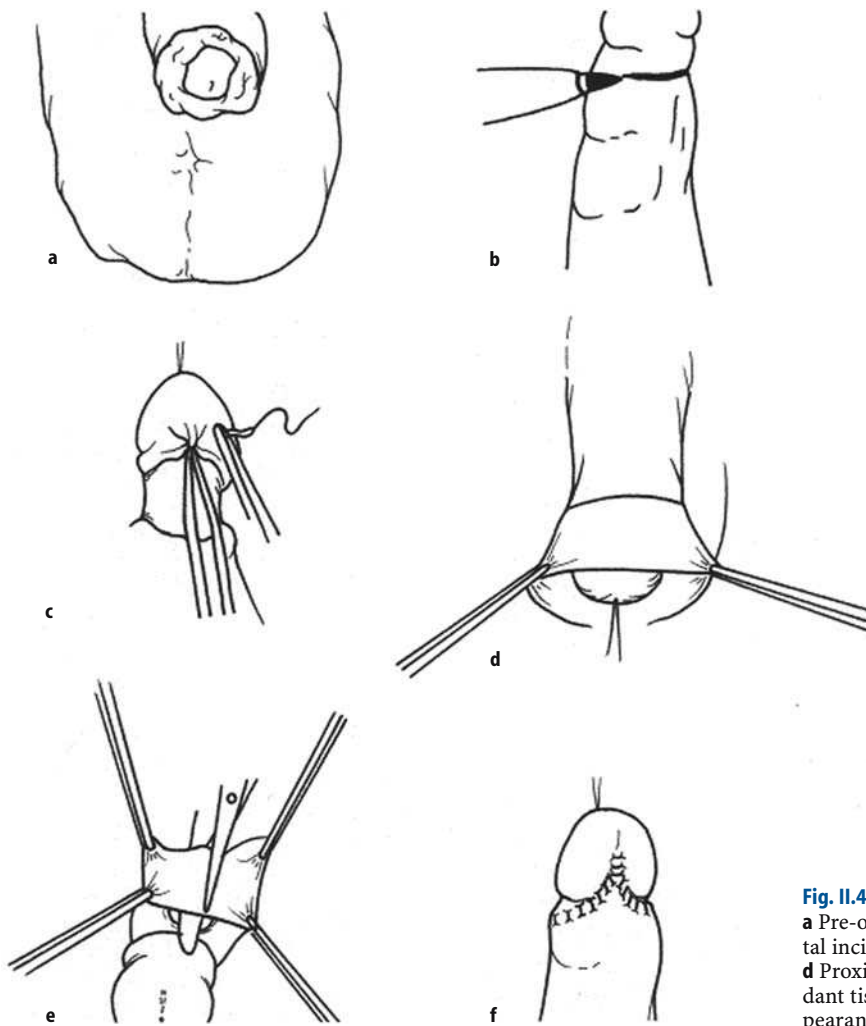 a
b
c
d
e
f
Fig. II.4
a Pre-o
tal inci
d Proxi
dant tis
pearan